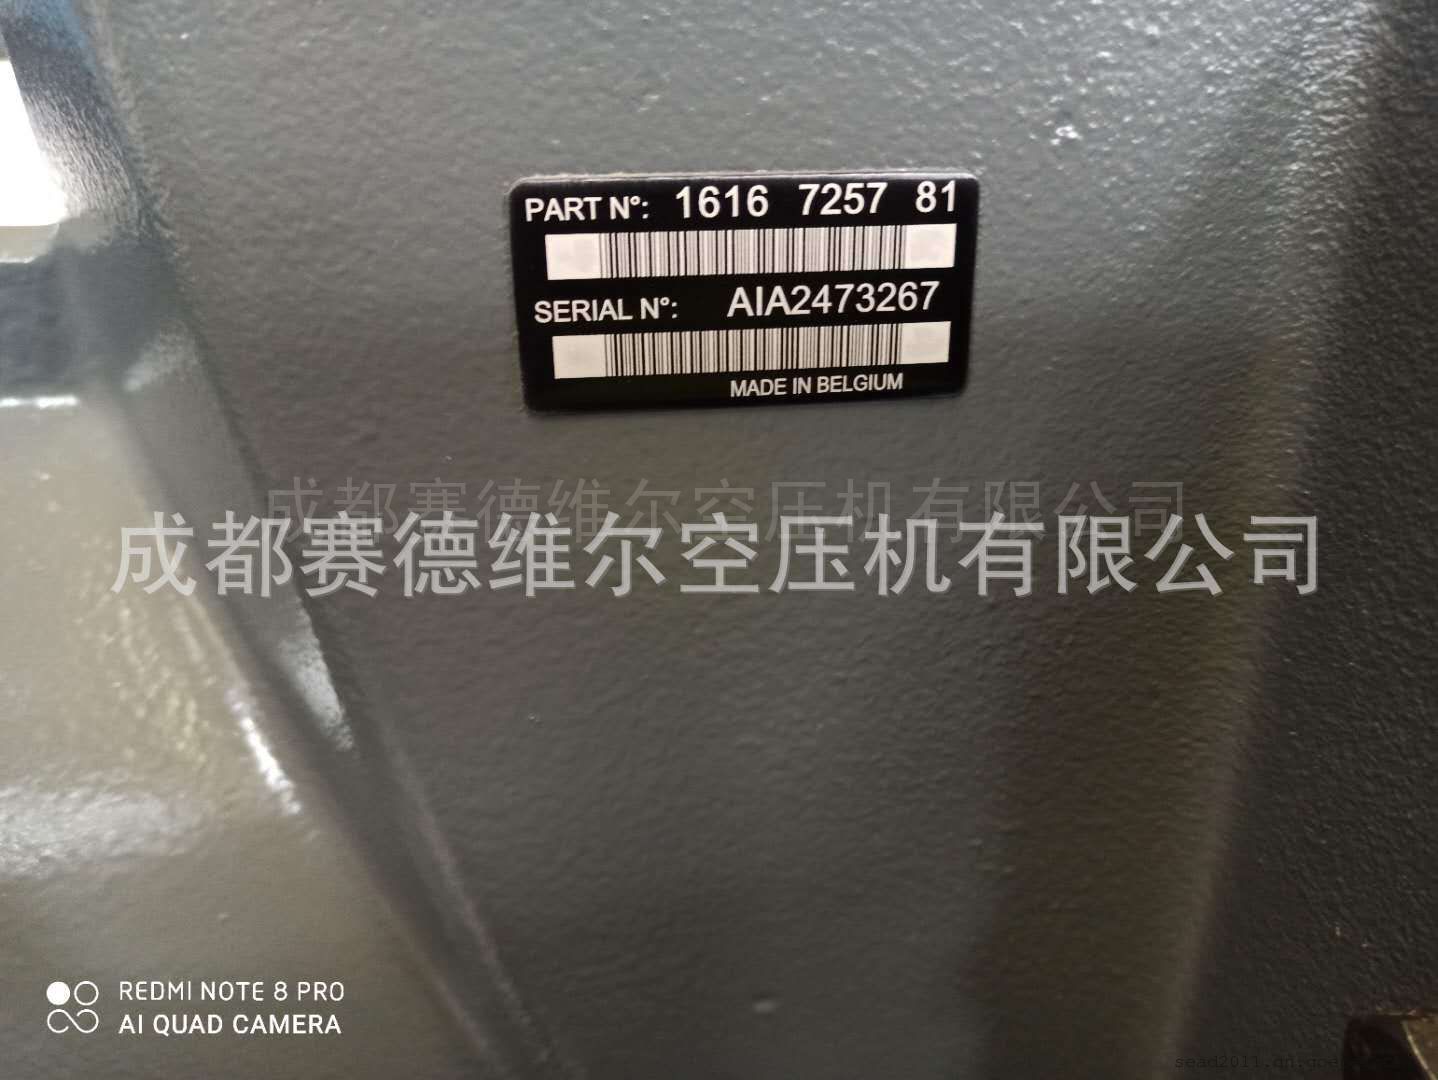 PART N°: 1616 7257 81
SERIAL N°: AIA2473267
MADE IN BELGIUM
成都赛德维尔空压机有限公司
成都赛德维尔空压机有限公司
REDMI NOTE 8 PRO
AI QUAD CAMERA